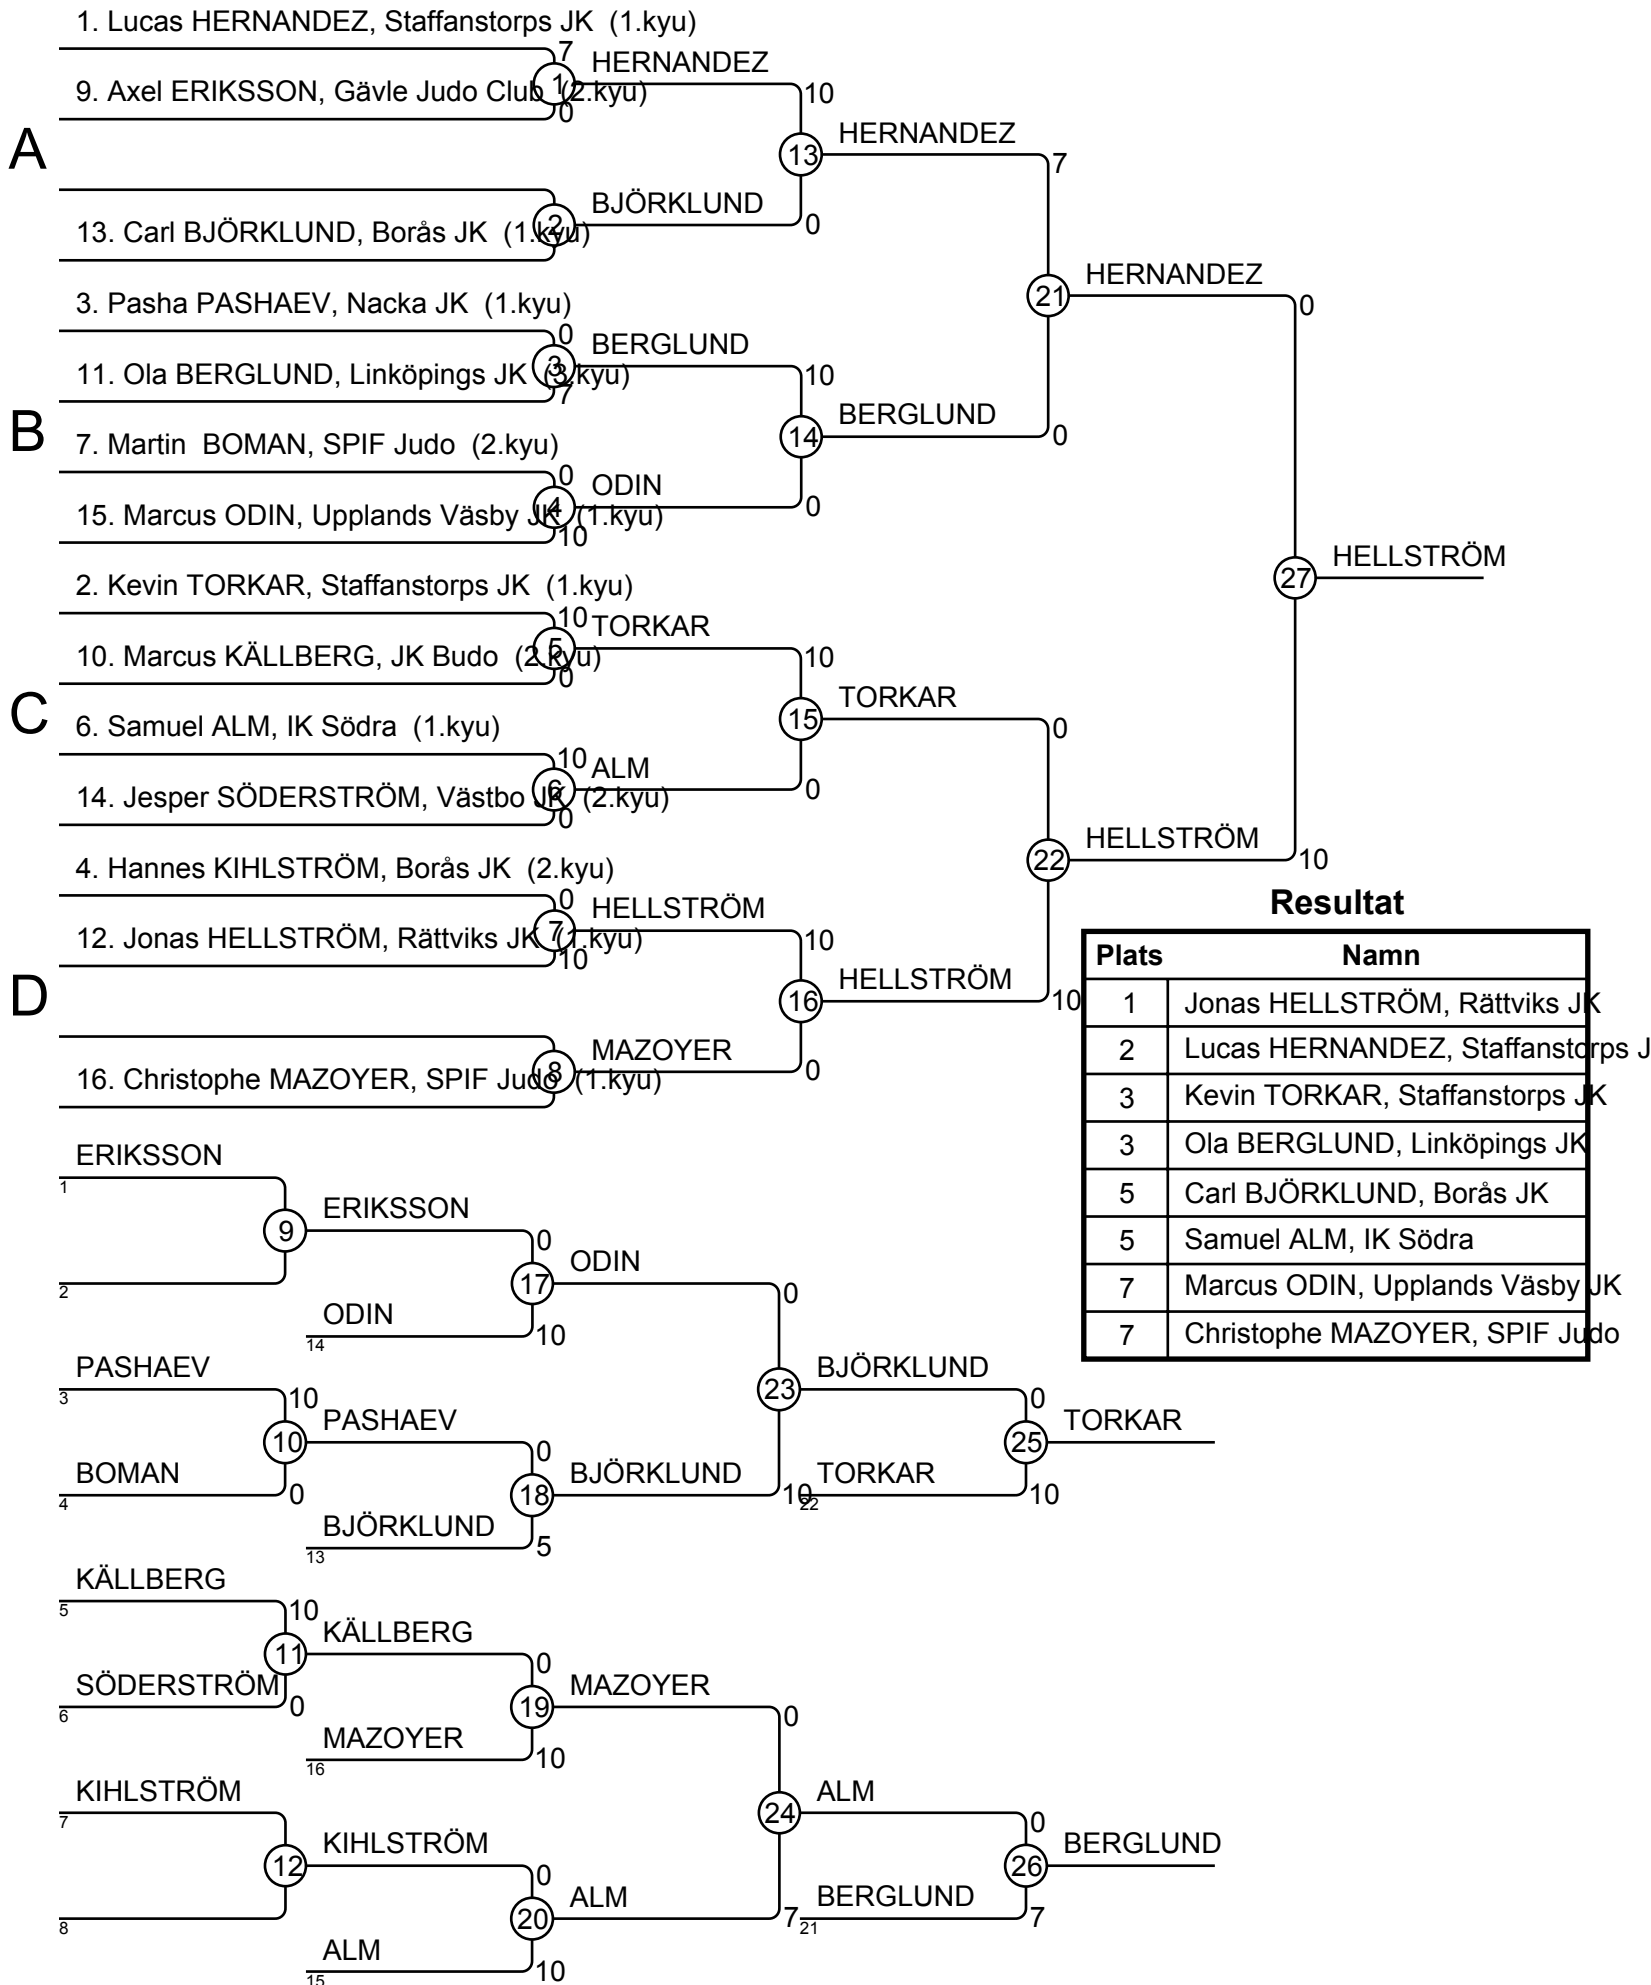 1. Lucas HERNANDEZ, Staffanstorps JK (1.kyu)
7
1
HERNANDEZ
9. Axel ERIKSSON, Gävle Judo Club (2.kyu)
0
10
A
13
HERNANDEZ
7
2
BJÖRKLUND
0
13. Carl BJÖRKLUND, Borås JK (1.kyu)
21
HERNANDEZ
0
3. Pasha PASHAEV, Nacka JK (1.kyu)
0
3
BERGLUND
11. Ola BERGLUND, Linköpings JK (3.kyu)
7
10
B
14
BERGLUND
0
7. Martin BOMAN, SPIF Judo (2.kyu)
0
4
ODIN
0
15. Marcus ODIN, Upplands Väsby JK (1.kyu)
10
27
HELLSTRÖM
2. Kevin TORKAR, Staffanstorps JK (1.kyu)
10
5
TORKAR
10. Marcus KÄLLBERG, JK Budo (2.kyu)
0
10
C
15
TORKAR
0
6. Samuel ALM, IK Södra (1.kyu)
10
6
ALM
0
14. Jesper SÖDERSTRÖM, Västbo JK (2.kyu)
0
22
HELLSTRÖM
10
4. Hannes KIHLSTRÖM, Borås JK (2.kyu)
0
7
HELLSTRÖM
12. Jonas HELLSTRÖM, Rättviks JK (1.kyu)
10
10
D
16
HELLSTRÖM
10
8
MAZOYER
0
16. Christophe MAZOYER, SPIF Judo (1.kyu)
Resultat
Plats Namn
1 Jonas HELLSTRÖM, Rättviks JK
2 Lucas HERNANDEZ, Staffanstorps J
3 Kevin TORKAR, Staffanstorps JK
3 Ola BERGLUND, Linköpings JK
5 Carl BJÖRKLUND, Borås JK
5 Samuel ALM, IK Södra
7 Marcus ODIN, Upplands Väsby JK
7 Christophe MAZOYER, SPIF Judo
ERIKSSON
1
9
ERIKSSON
0
2
17
ODIN
0
ODIN
14
10
PASHAEV
3
10
23
BJÖRKLUND
0
10
PASHAEV
0
25
TORKAR
BOMAN
4
0
18
BJÖRKLUND
10
TORKAR
22
10
BJÖRKLUND
13
5
KÄLLBERG
5
10
11
KÄLLBERG
0
SÖDERSTRÖM
6
0
19
MAZOYER
0
MAZOYER
16
10
KIHLSTRÖM
7
24
ALM
0
12
KIHLSTRÖM
0
26
BERGLUND
8
20
ALM
7
BERGLUND
21
7
ALM
15
10